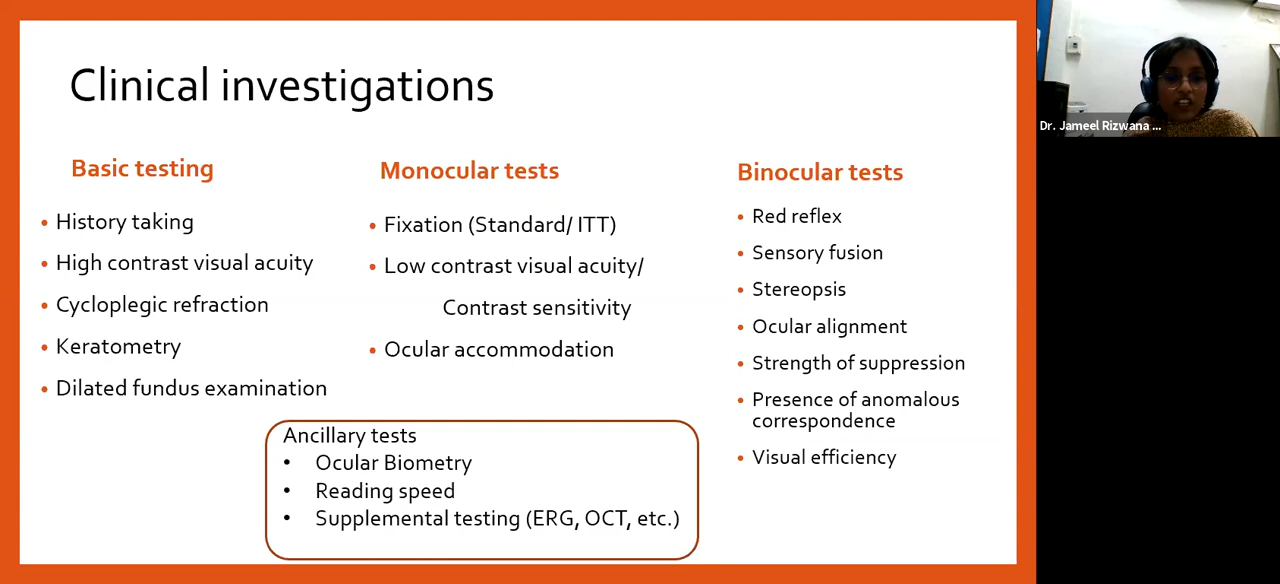 Clinical investigations
Basic testing
• History taking
• High contrast visual acuity
• Cycloplegic refraction
• Keratometry
• Dilated fundus examination
Monocular tests
• Fixation (Standard/ ITT)
• Low contrast visual acuity/
Contrast sensitivity
• Ocular accommodation
Binocular tests
• Red reflex
• Sensory fusion
• Stereopsis
• Ocular alignment
• Strength of suppression
• Presence of anomalous
correspondence
• Visual efficiency
Ancillary tests
• Ocular Biometry
• Reading speed
• Supplemental testing (ERG, OCT, etc.)
Dr. Jameel Rizwana ...